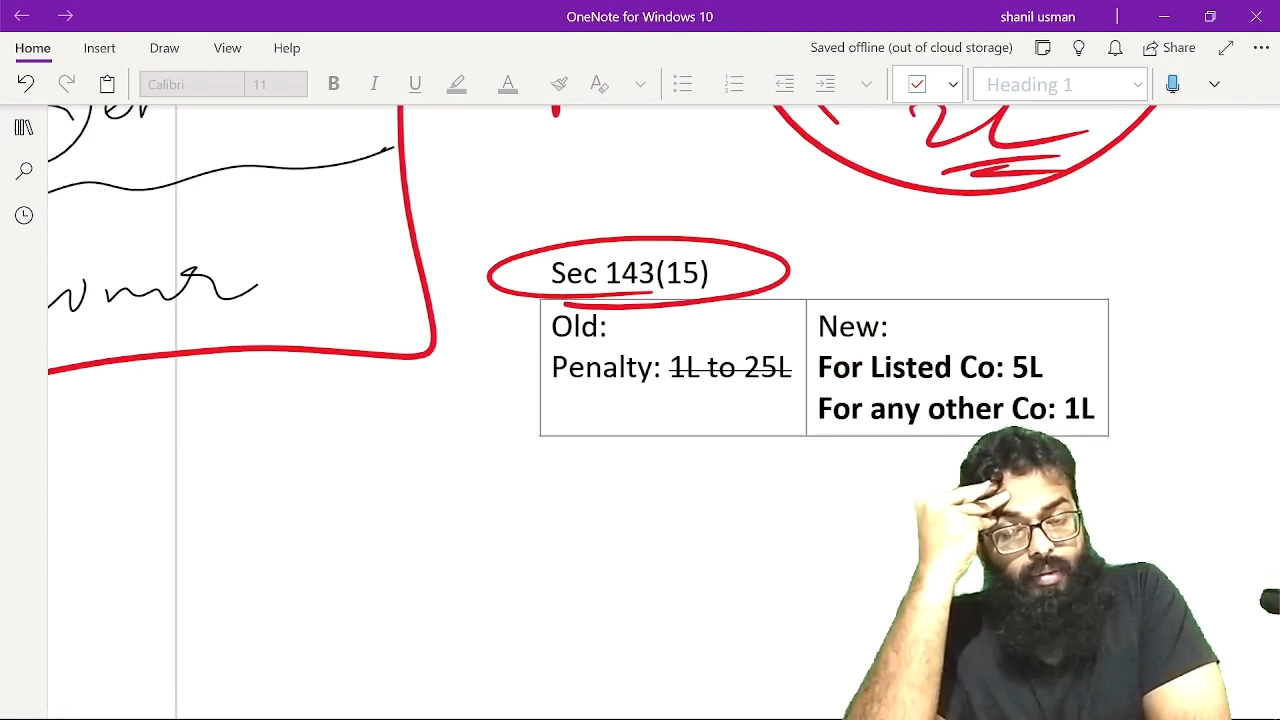 OneNote for Windows 10
shanil usman
Home Insert Draw View Help
Saved offline (out of cloud storage)
Share
Calibri 11 B I U A Heading 1
Sec 143(15)
Old:
Penalty: 1L to 25L
New:
For Listed Co: 5L
For any other Co: 1L